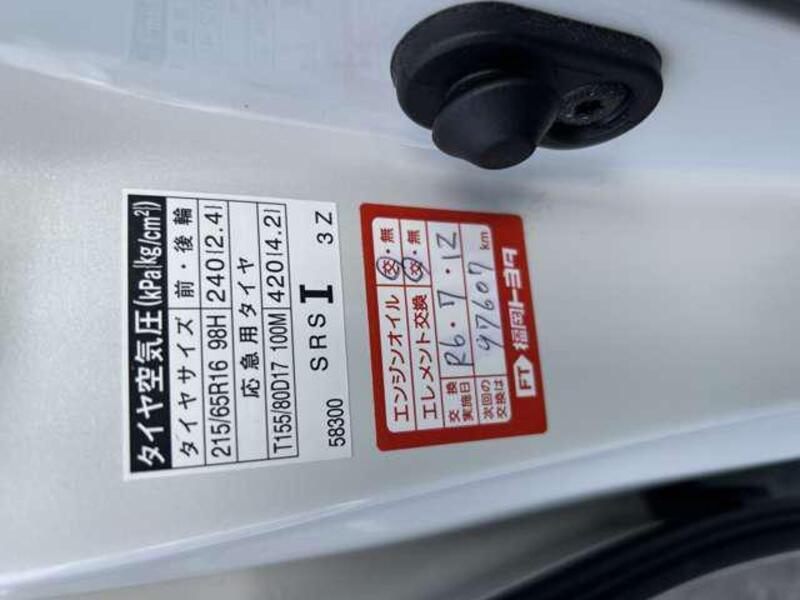 タイヤ空気圧(kPa{kg/cm²})
タイヤサイズ 前・後輪
215/65R16 98H 240{2.4}
応急用タイヤ
T155/80D17 100M 420{4.2}
SRS I 3Z
58300
エンジンオイル 交・無
エレメント交換 交・無
交換実施日 R6・7・12
次回の交換は 97607 km
FT 福岡トヨタ